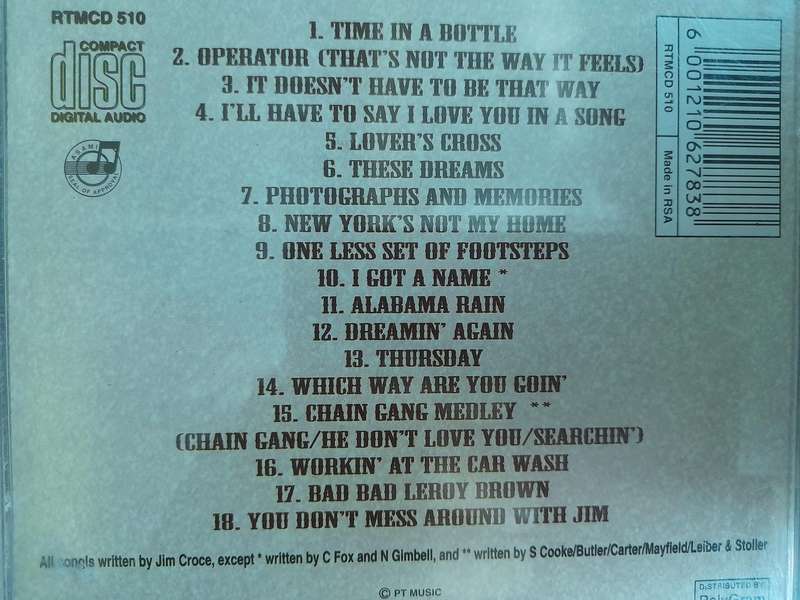 RTMCD 510
COMPACT
disc
DIGITAL AUDIO
ASAMI
SEAL OF APPROVAL
1. TIME IN A BOTTLE
2. OPERATOR (THAT'S NOT THE WAY IT FEELS)
3. IT DOESN'T HAVE TO BE THAT WAY
4. I'LL HAVE TO SAY I LOVE YOU IN A SONG
5. LOVER'S CROSS
6. THESE DREAMS
7. PHOTOGRAPHS AND MEMORIES
8. NEW YORK'S NOT MY HOME
9. ONE LESS SET OF FOOTSTEPS
10. I GOT A NAME *
11. ALABAMA RAIN
12. DREAMIN' AGAIN
13. THURSDAY
14. WHICH WAY ARE YOU GOIN'
15. CHAIN GANG MEDLEY **
(CHAIN GANG/HE DON'T LOVE YOU/SEARCHIN')
16. WORKIN' AT THE CAR WASH
17. BAD BAD LEROY BROWN
18. YOU DON'T MESS AROUND WITH JIM
RTMCD 510
Made in RSA
6 001210 627838
All songs written by Jim Croce, except * written by C Fox and N Gimbell, and ** written by S Cooke/Butler/Carter/Mayfield/Leiber & Stoller
© PT MUSIC
DISTRIBUTED BY
PolyGram